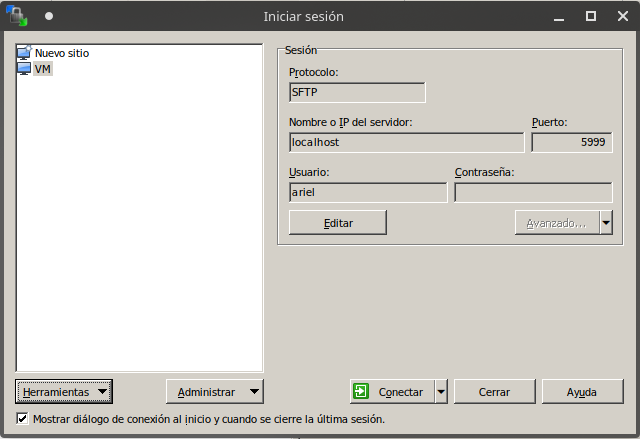 Iniciar sesión
Nuevo sitio
VM
Sesión
Protocolo:
SFTP
Nombre o IP del servidor: Puerto:
localhost 5999
Usuario: Contraseña:
ariel
Editar Avanzado...
Herramientas Administrar Conectar Cerrar Ayuda
Mostrar diálogo de conexión al inicio y cuando se cierre la última sesión.